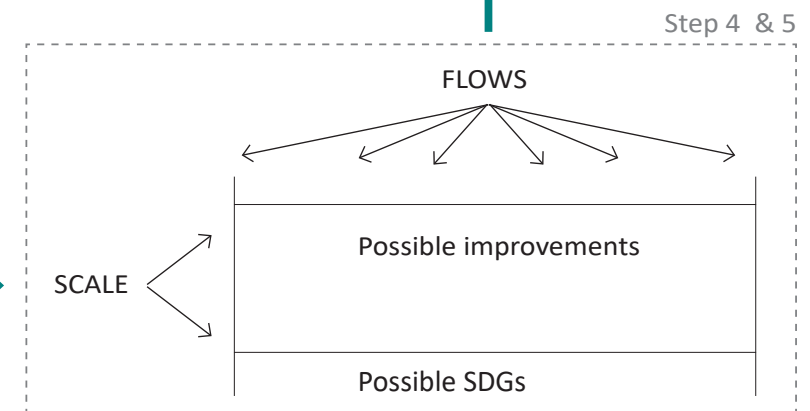 Step 4 & 5
FLOWS
Possible improvements
SCALE
Possible SDGs